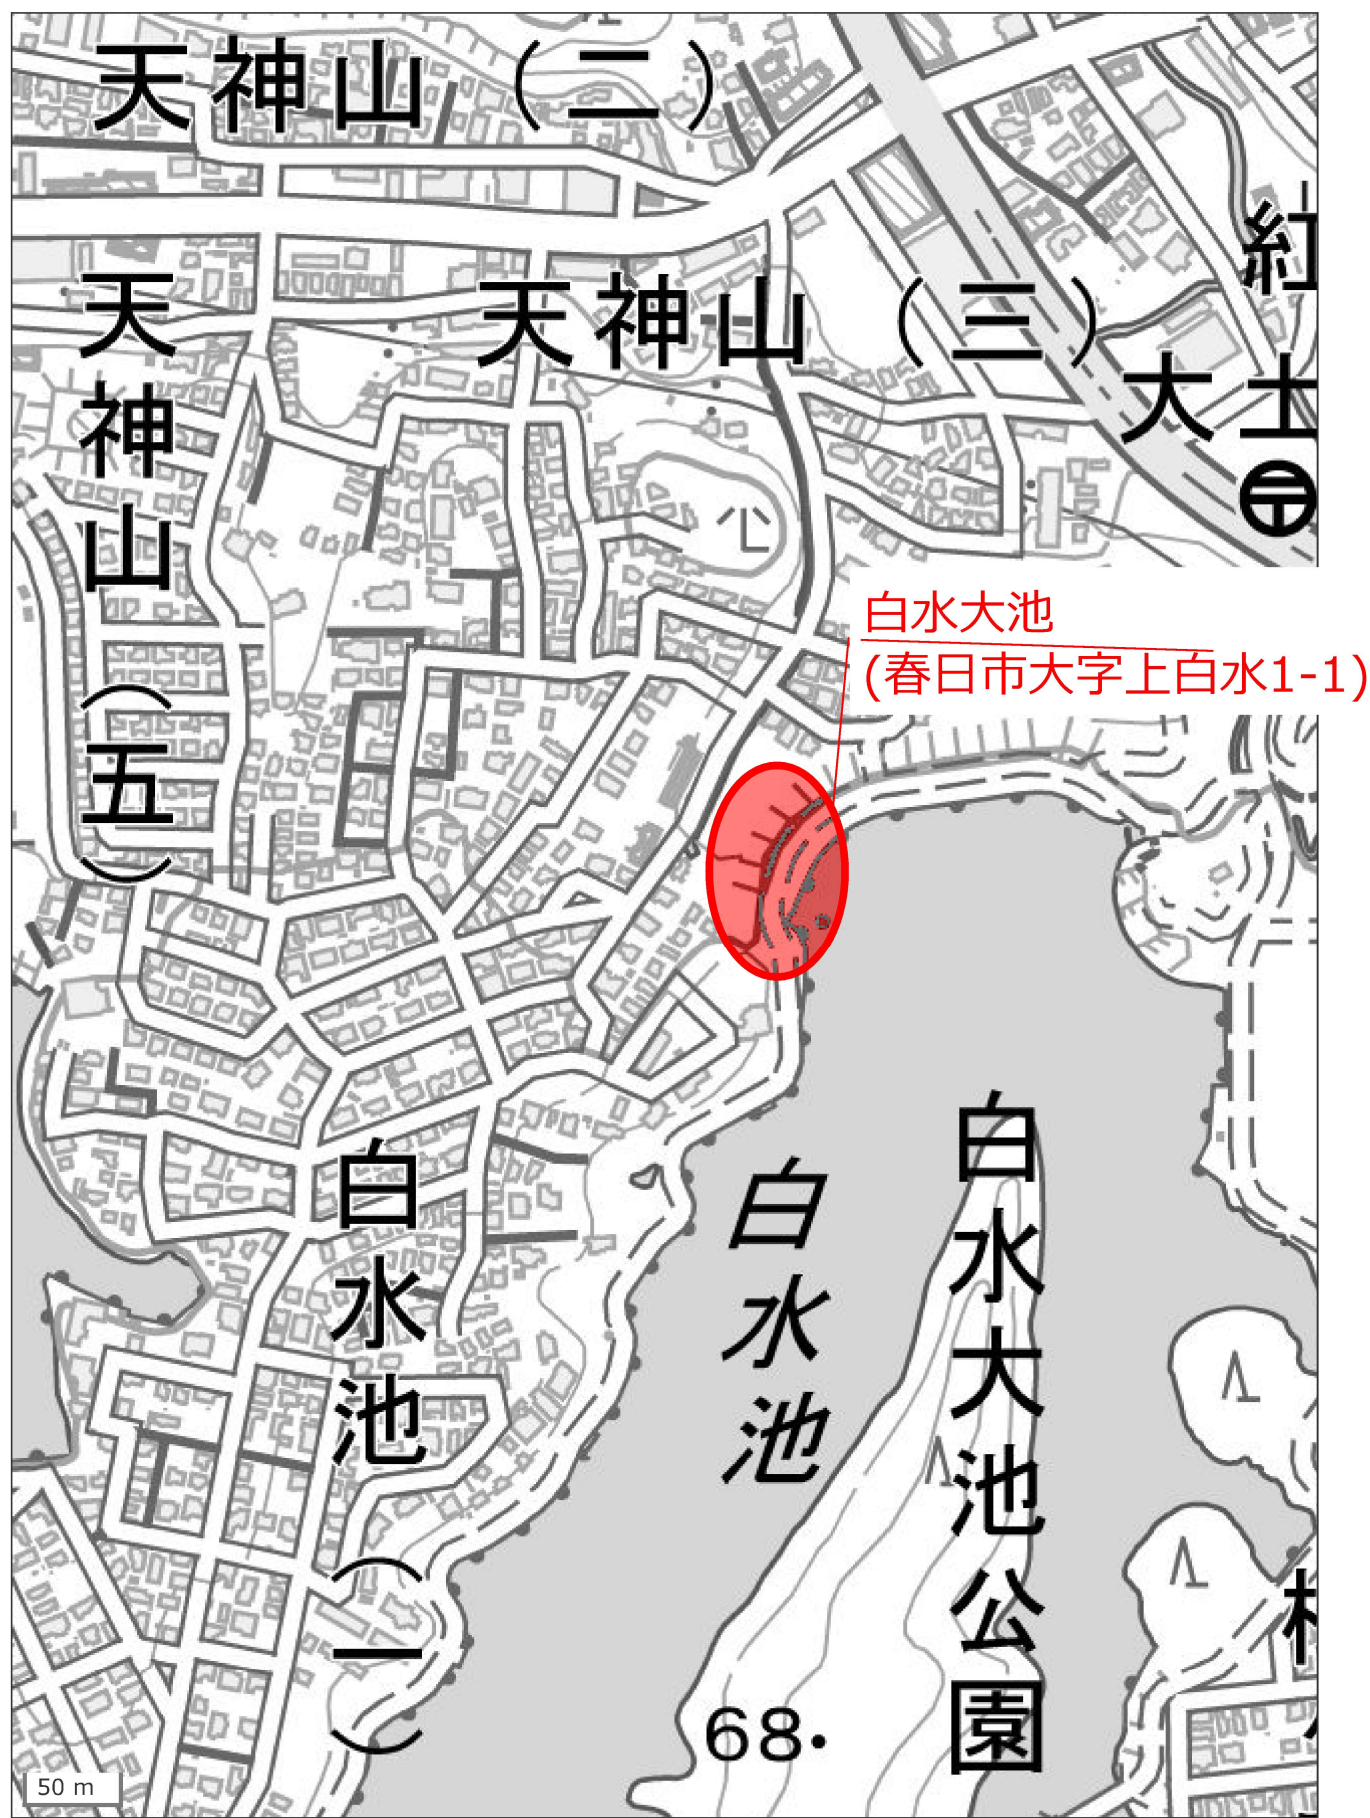 天神山（二）
天神山（三）
天神山（五）
紅
大土
白水大池
(春日市大字上白水1-1)
白水池（一）
白水池
白水大池公園
68
50 m